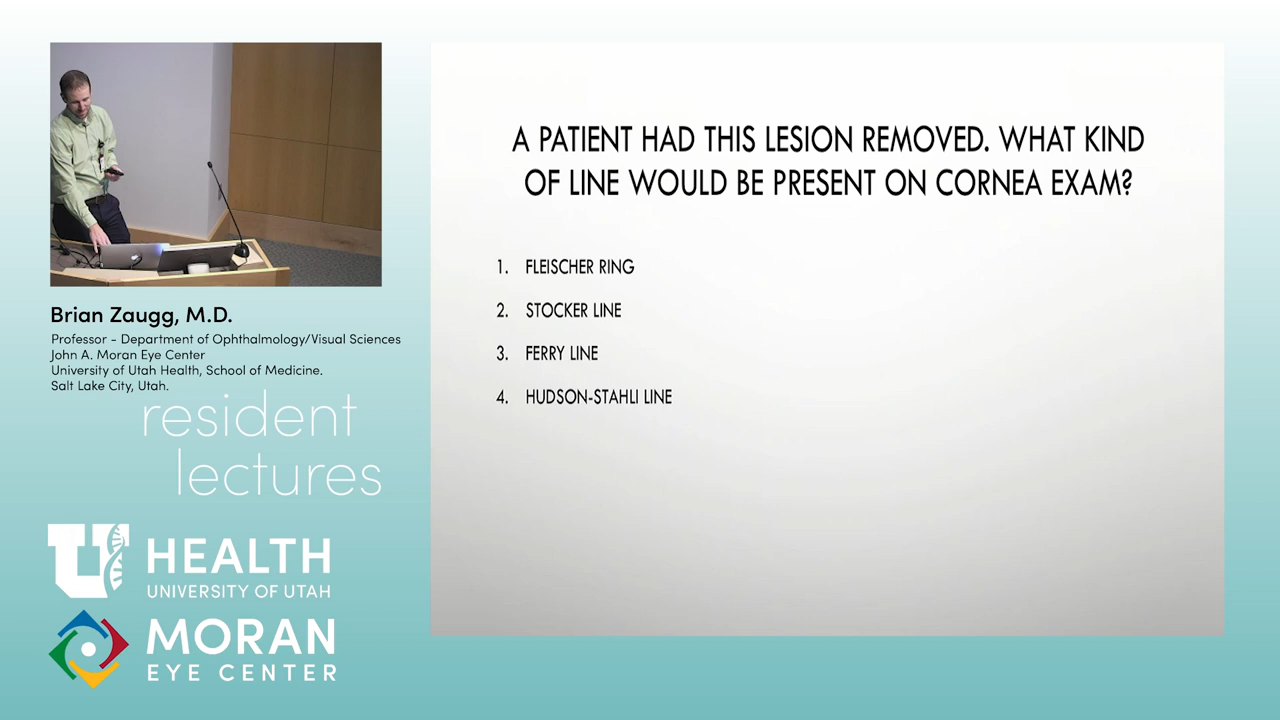 Brian Zaugg, M.D.
Professor - Department of Ophthalmology/Visual Sciences
John A. Moran Eye Center
University of Utah Health, School of Medicine.
Salt Lake City, Utah.
resident
lectures
U HEALTH
UNIVERSITY OF UTAH
MORAN
EYE CENTER
A PATIENT HAD THIS LESION REMOVED. WHAT KIND
OF LINE WOULD BE PRESENT ON CORNEA EXAM?
1. FLEISCHER RING
2. STOCKER LINE
3. FERRY LINE
4. HUDSON-STAHLI LINE